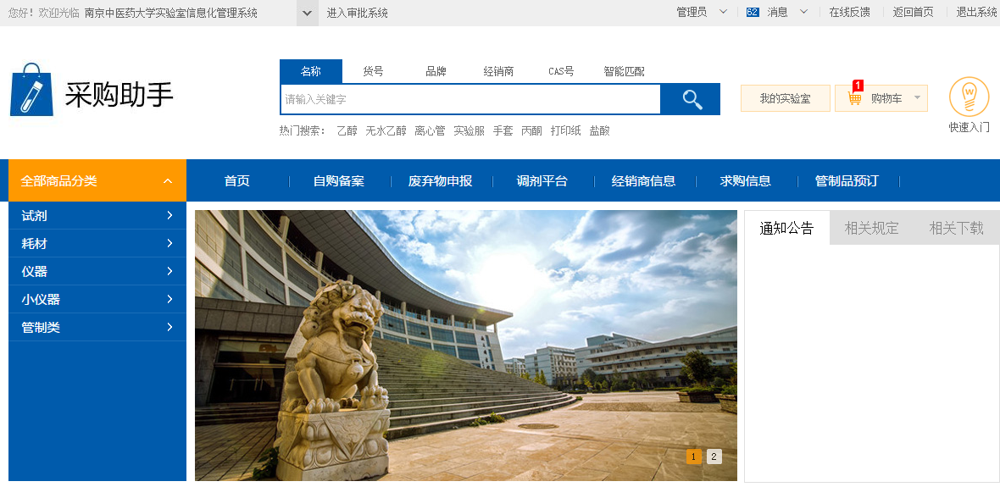 您好！欢迎光临 南京中医药大学实验室信息化管理系统 进入审批系统 管理员 62 消息 在线反馈 返回首页 退出系统
采购助手
名称 货号 品牌 经销商 CAS号 智能匹配
请输入关键字
热门搜索： 乙醇 无水乙醇 离心管 实验服 手套 丙酮 打印纸 盐酸
我的实验室 1 购物车
W
快速入门
全部商品分类 首页 自购备案 废弃物申报 调剂平台 经销商信息 求购信息 管制品预订
试剂
耗材
仪器
小仪器
管制类
1 2
通知公告 相关规定 相关下载